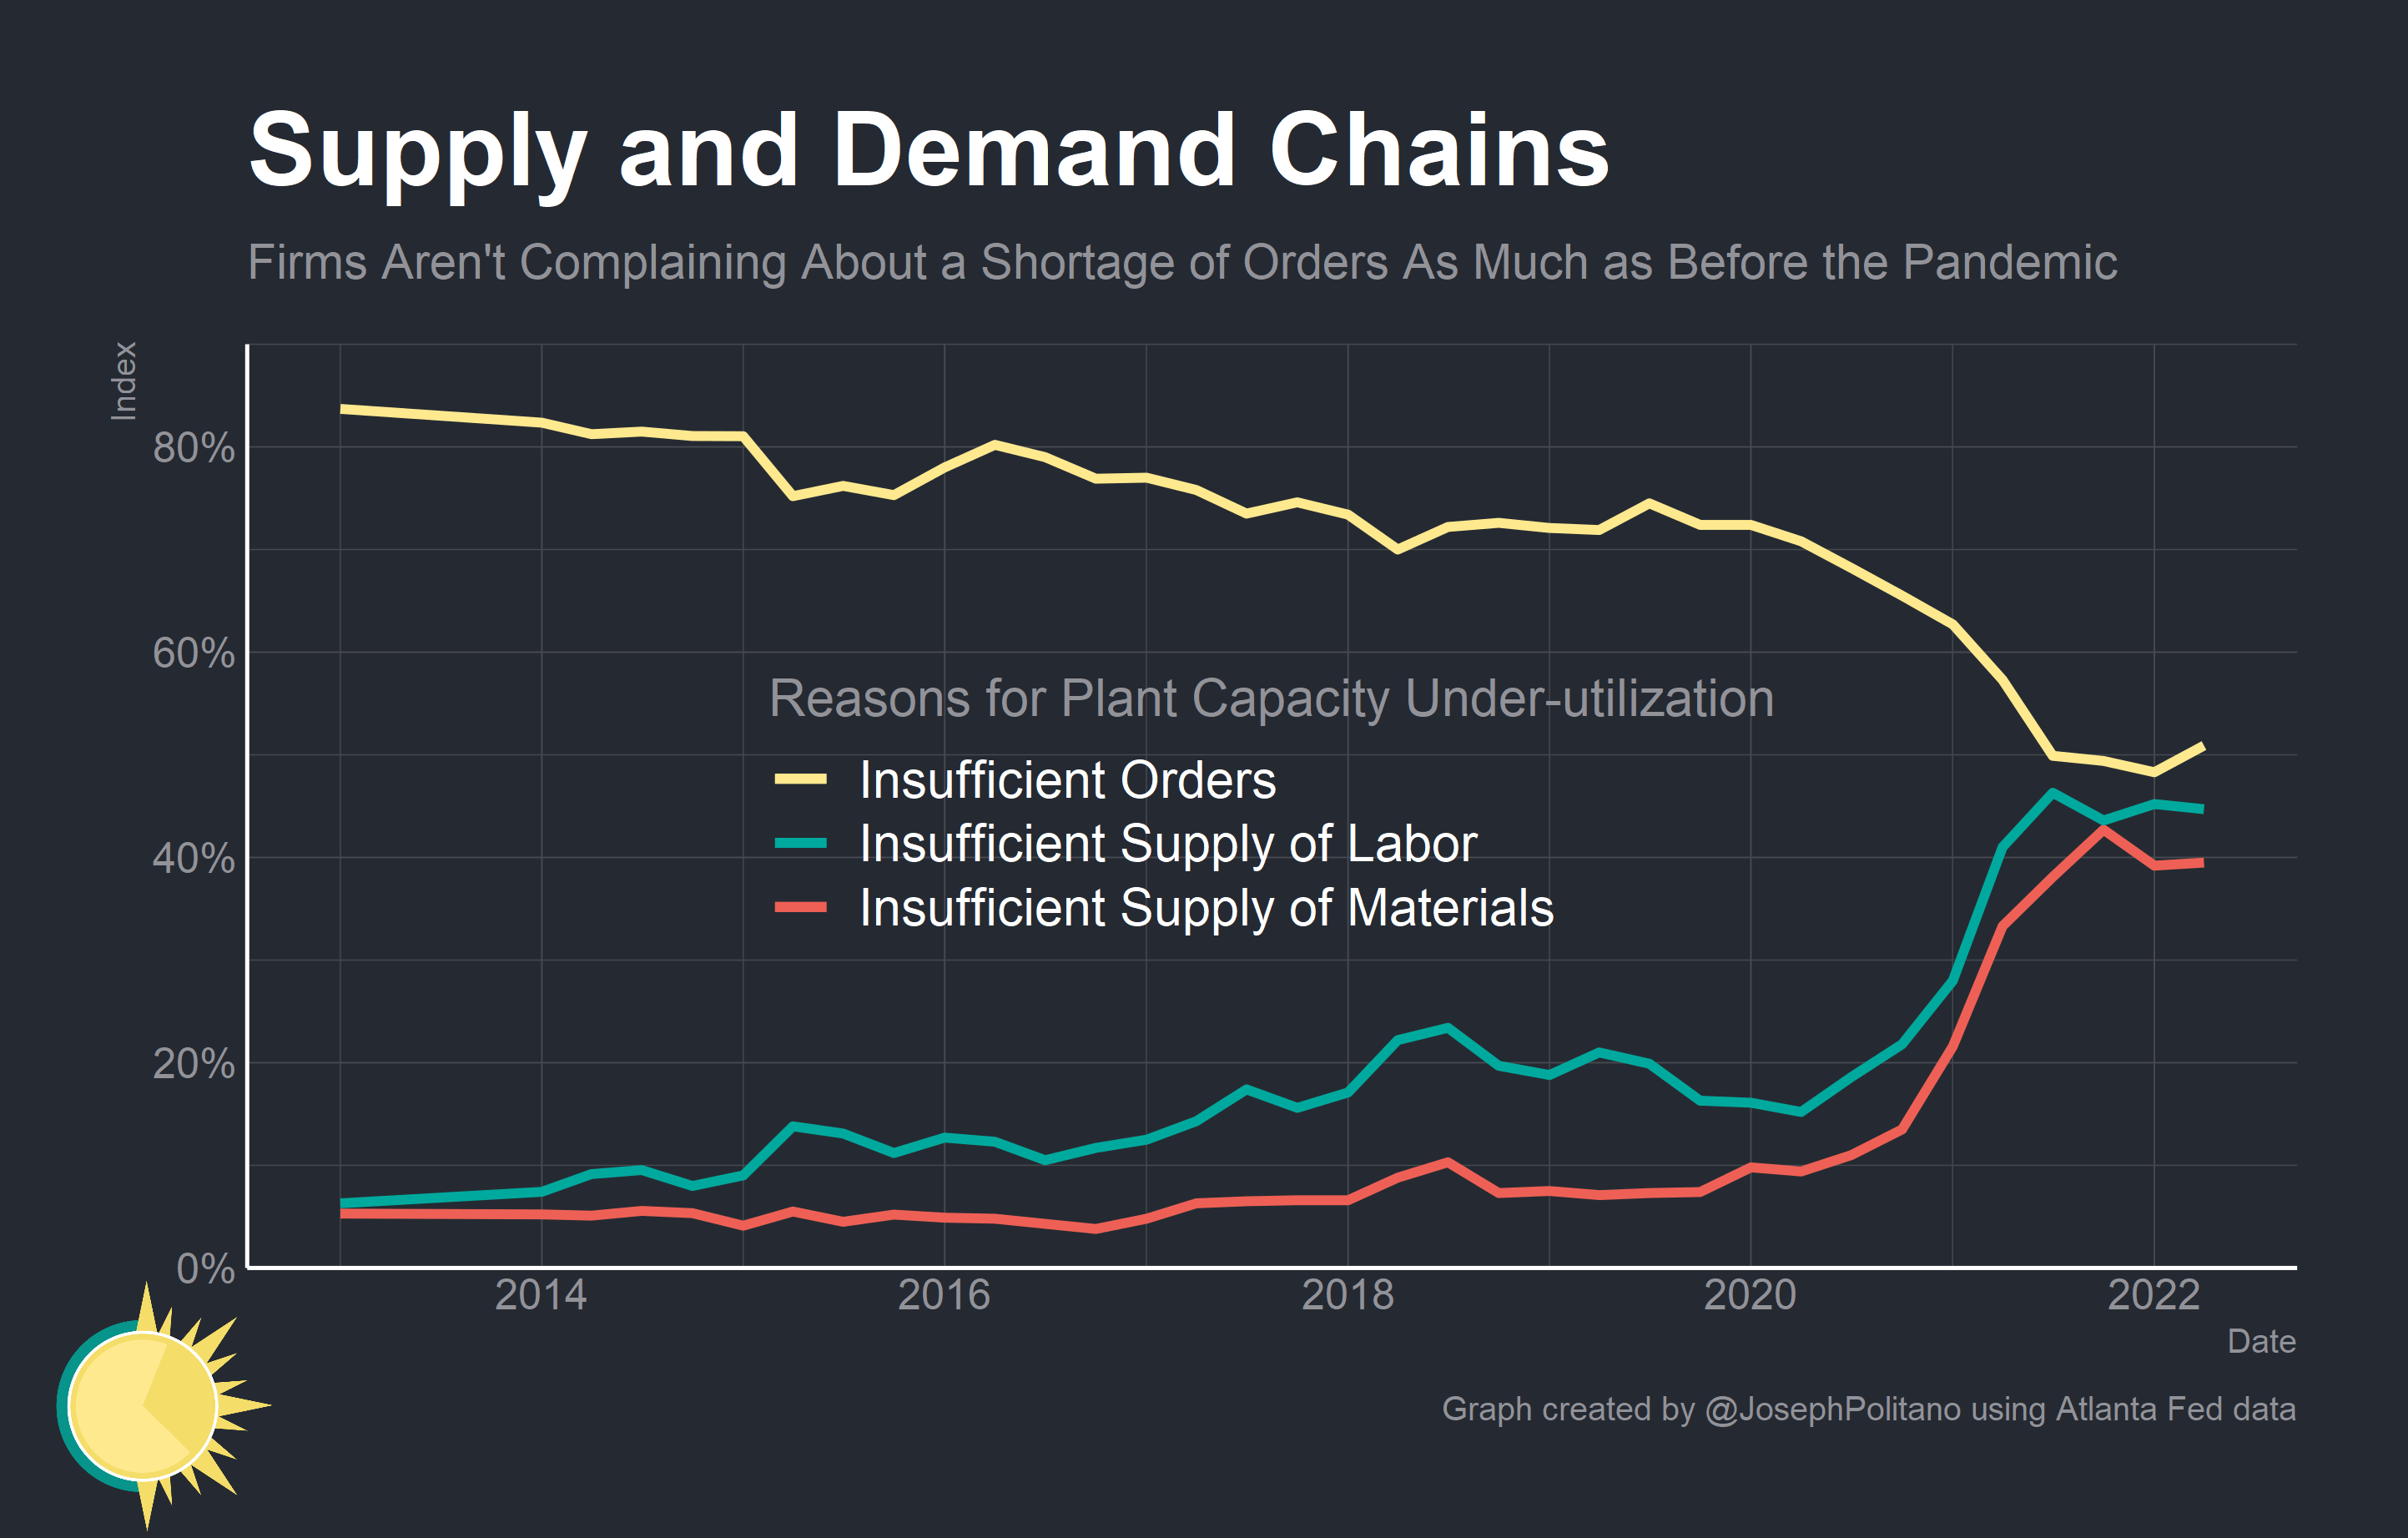 Supply and Demand Chains
Firms Aren't Complaining About a Shortage of Orders As Much as Before the Pandemic
Index
80%
60%
40%
20%
0%
Reasons for Plant Capacity Under-utilization
Insufficient Orders
Insufficient Supply of Labor
Insufficient Supply of Materials
2014
2016
2018
2020
2022
Date
Graph created by @JosephPolitano using Atlanta Fed data